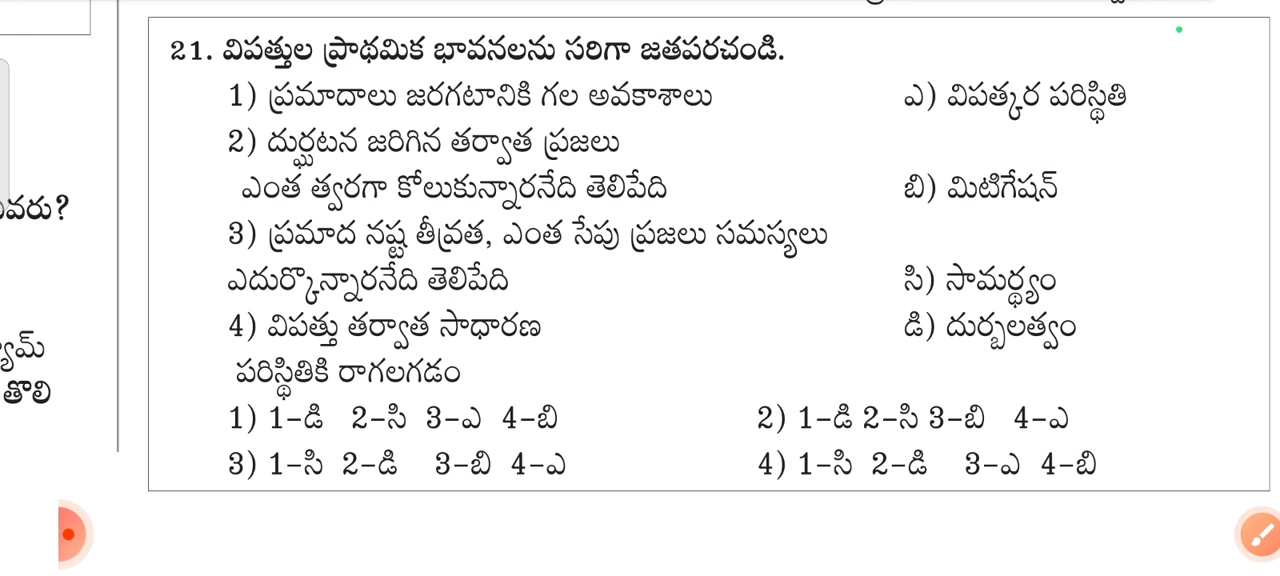 21. విపత్తుల ప్రాథమిక భావనలను సరిగా జతపరచండి.
1) ప్రమాదాలు జరగటానికి గల అవకాశాలు ఎ) విపత్కర పరిస్థితి
2) దుర్ఘటన జరిగిన తర్వాత ప్రజలు
ఎంత త్వరగా కోలుకున్నారనేది తెలిపేది బి) మిటిగేషన్
వరు?
3) ప్రమాద నష్ట తీవ్రత, ఎంత సేపు ప్రజలు సమస్యలు
ఎదుర్కొన్నారనేది తెలిపేది సి) సామర్థ్యం
4) విపత్తు తర్వాత సాధారణ డి) దుర్బలత్వం
పరిస్థితికి రాగలగడం
తొలి
1) 1-డి 2-సి 3-ఎ 4-బి 2) 1-డి 2-సి 3-బి 4-ఎ
3) 1-సి 2-డి 3-బి 4-ఎ 4) 1-సి 2-డి 3-ఎ 4-బి